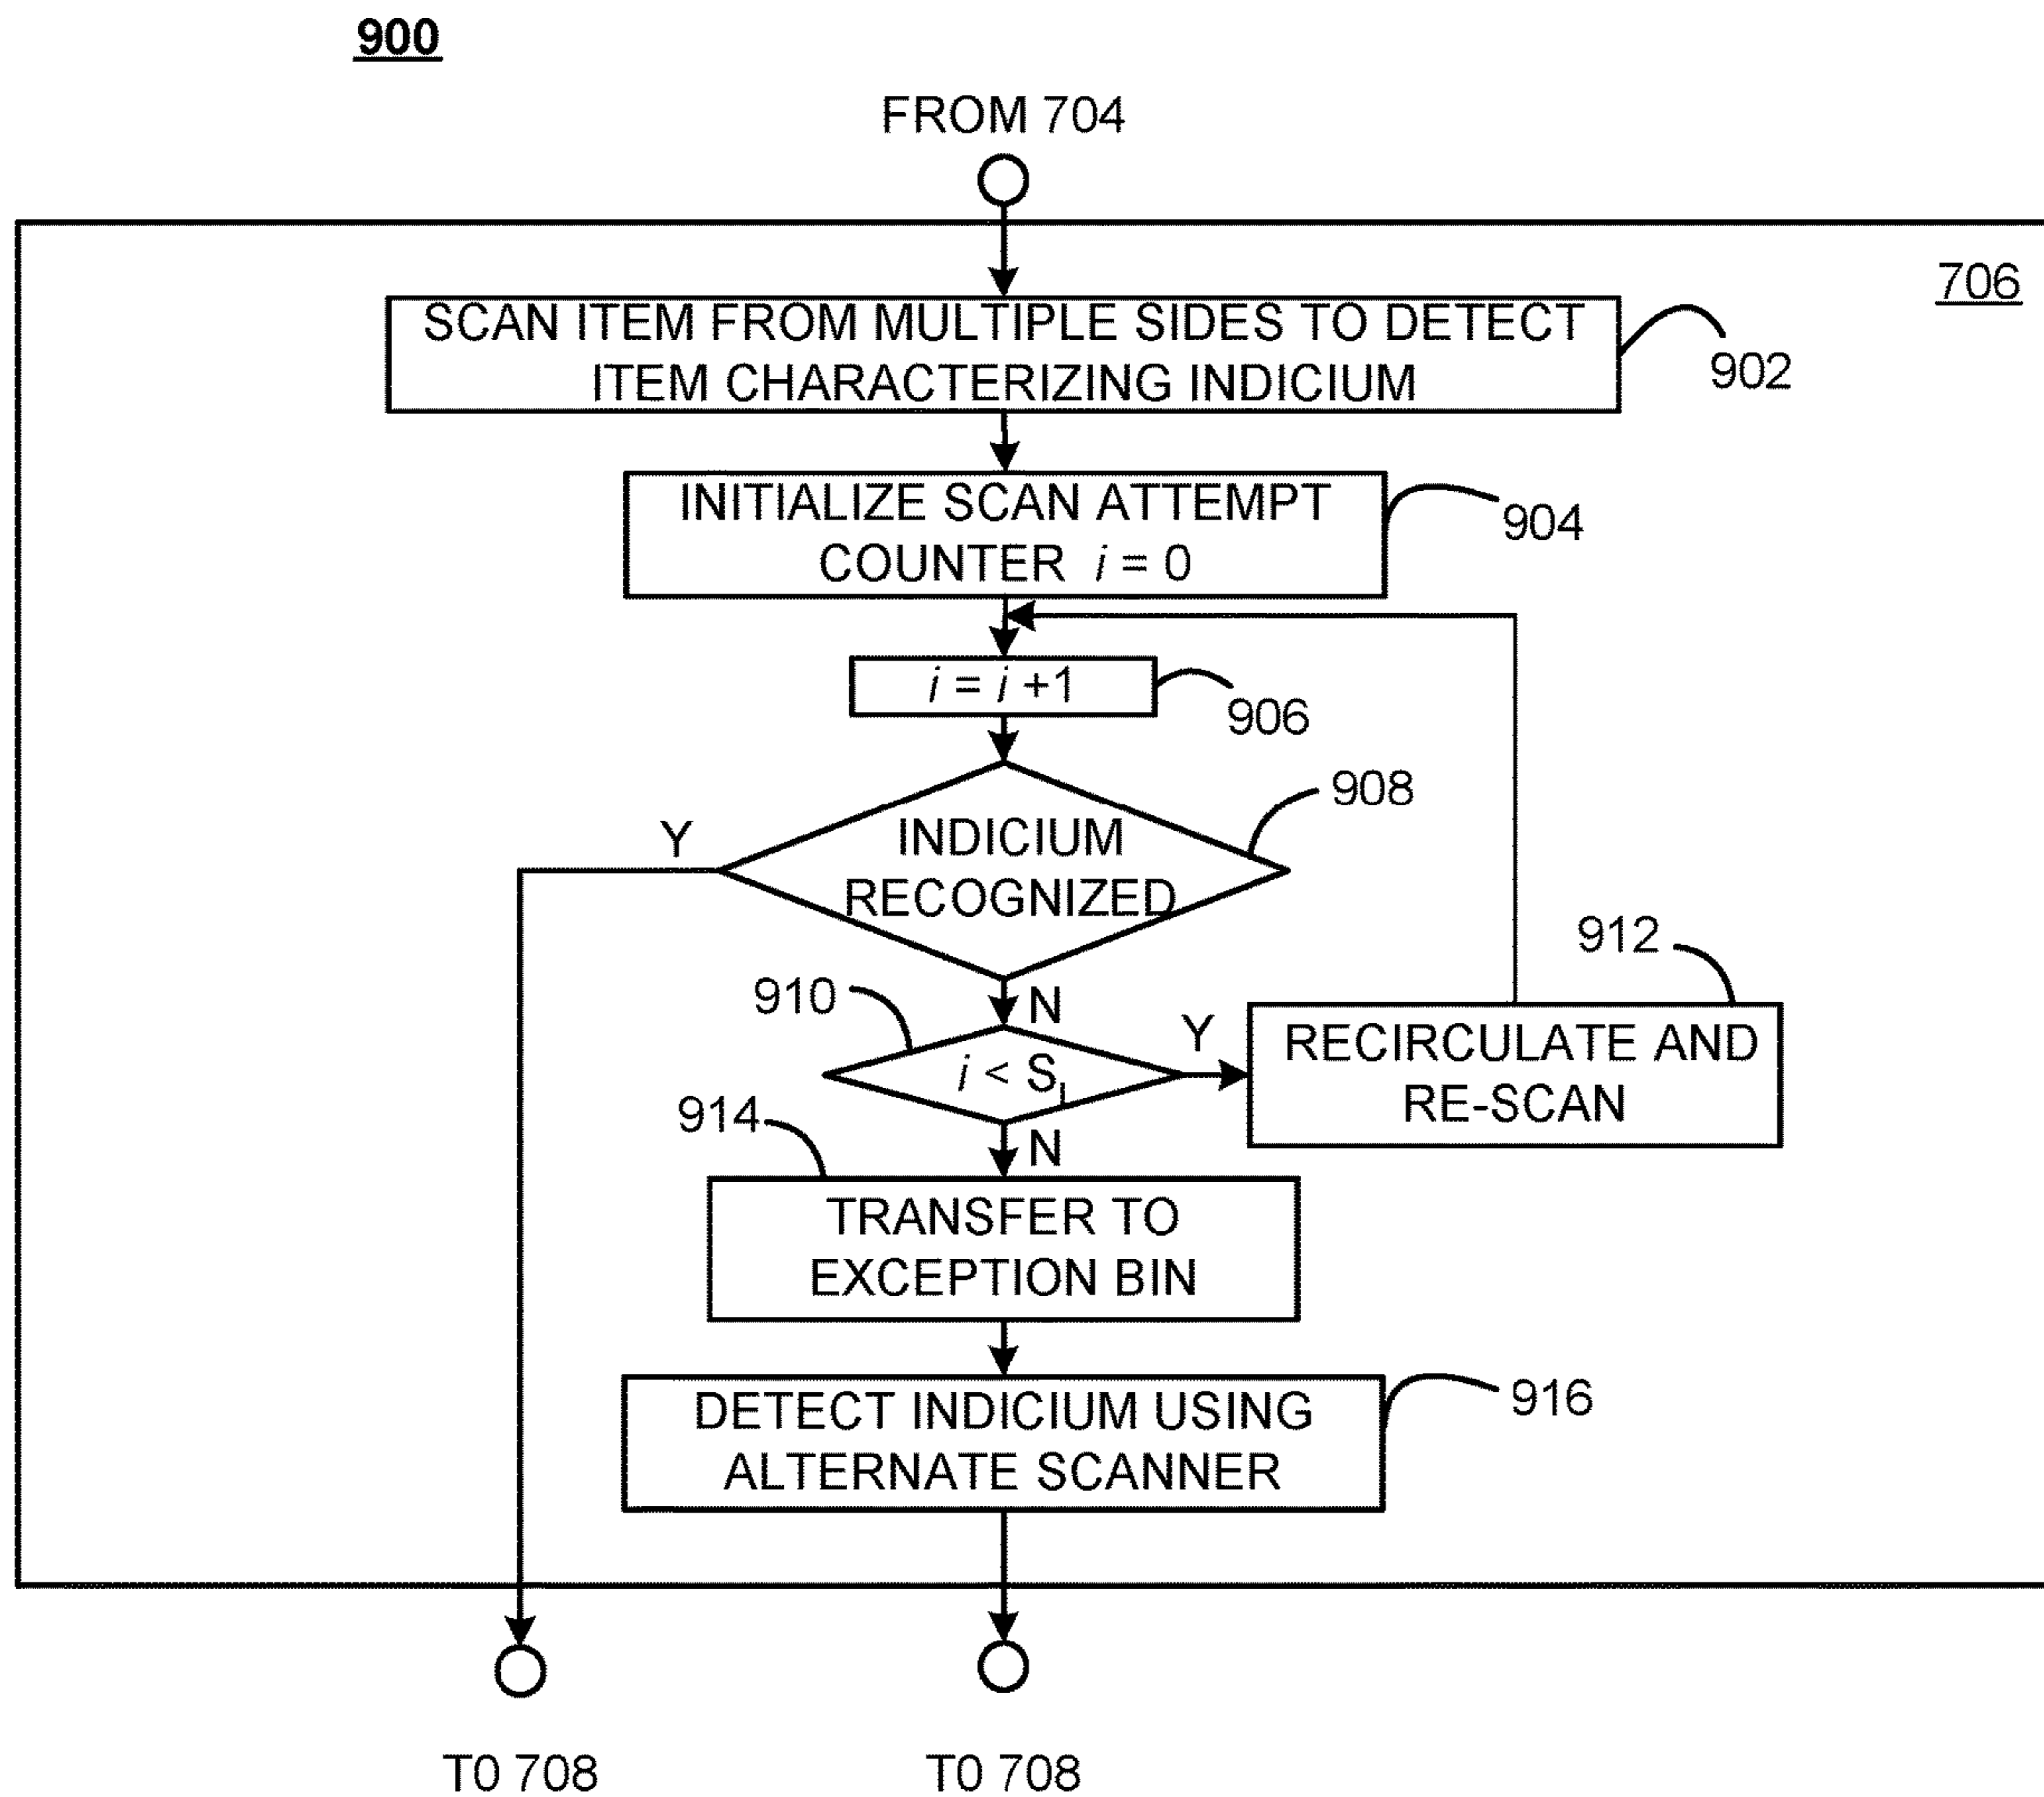 900
FROM 704
706
SCAN ITEM FROM MULTIPLE SIDES TO DETECT
ITEM CHARACTERIZING INDICIUM
902
INITIALIZE SCAN ATTEMPT
COUNTER i = 0
904
i = i +1
906
908
Y
INDICIUM
RECOGNIZED
912
910
N
Y
RECIRCULATE AND
RE-SCAN
i < Sj
914
N
TRANSFER TO
EXCEPTION BIN
DETECT INDICIUM USING
ALTERNATE SCANNER
916
T0 708
T0 708